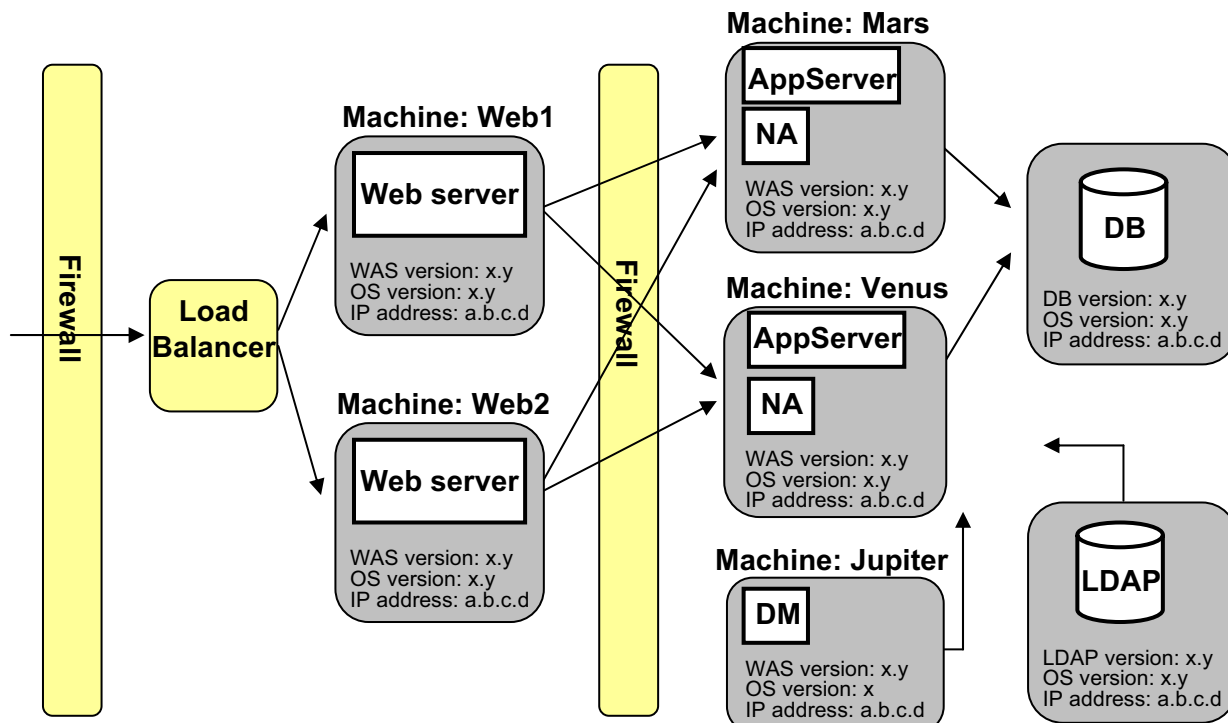 Firewall
Load
Balancer
Machine: Web1
Web server
WAS version: x.y
OS version: x.y
IP address: a.b.c.d
Machine: Web2
Web server
WAS version: x.y
OS version: x.y
IP address: a.b.c.d
Firewall
Machine: Mars
AppServer
NA
WAS version: x.y
OS version: x.y
IP address: a.b.c.d
Machine: Venus
AppServer
NA
WAS version: x.y
OS version: x.y
IP address: a.b.c.d
Machine: Jupiter
DM
WAS version: x.y
OS version: x
IP address: a.b.c.d
DB
DB version: x.y
OS version: x.y
IP address: a.b.c.d
LDAP
LDAP version: x.y
OS version: x.y
IP address: a.b.c.d